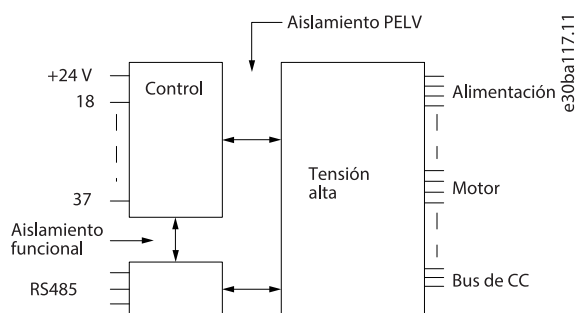 Aislamiento PELV
e30ba117.11
+24 V
Control
18
Alimentación
Tensión
alta
37
Motor
Aislamiento
funcional
RS485
Bus de CC